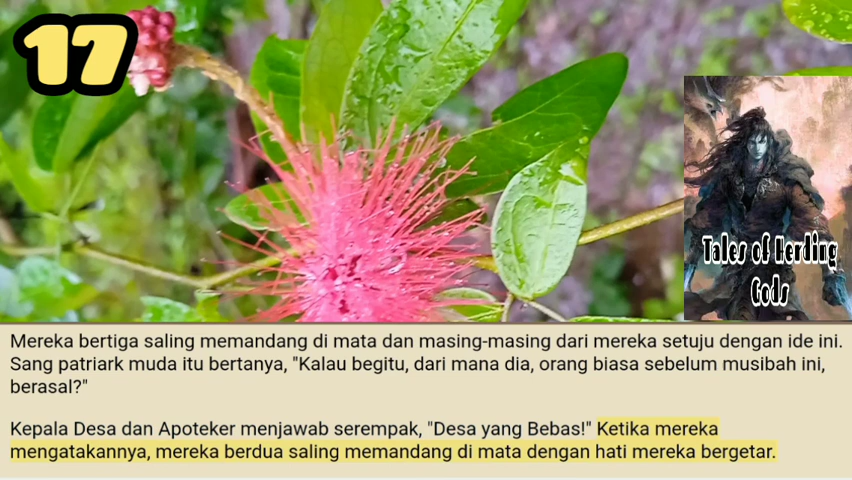 17
Tales of Herding
Gods
Mereka bertiga saling memandang di mata dan masing-masing dari mereka setuju dengan ide ini.
Sang patriark muda itu bertanya, "Kalau begitu, dari mana dia, orang biasa sebelum musibah ini,
berasal?"
Kepala Desa dan Apoteker menjawab serempak, "Desa yang Bebas!" Ketika mereka
mengatakannya, mereka berdua saling memandang di mata dengan hati mereka bergetar.